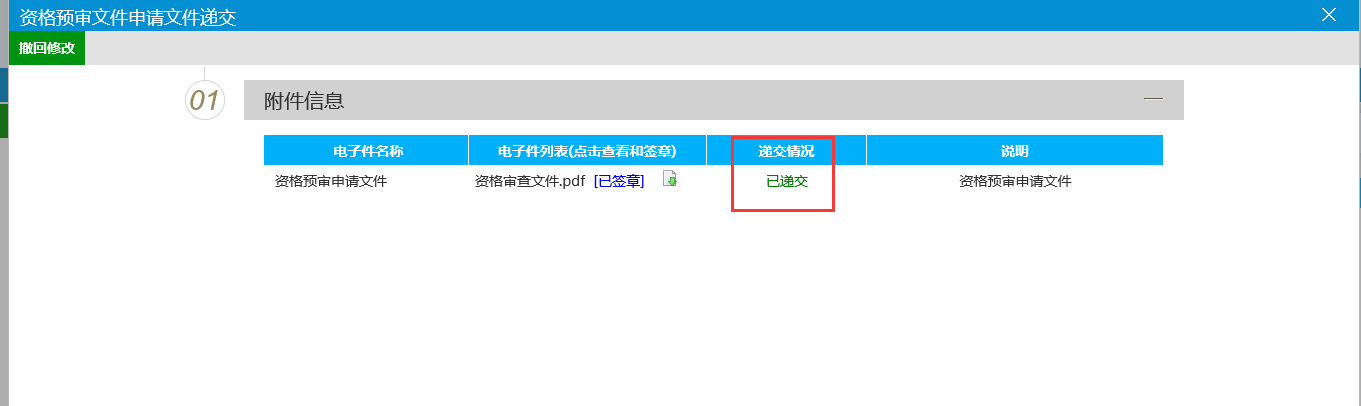 资格预审文件申请文件递交
撤回修改
01 附件信息
电子件名称 电子件列表(点击查看和签章) 递交情况 说明
资格预审申请文件 资格审查文件.pdf [已签章] 已递交 资格预审申请文件